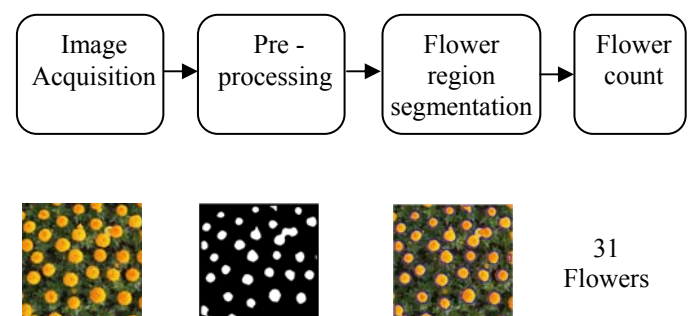 Image
Acquisition
Pre -
processing
Flower
region
segmentation
Flower
count
31
Flowers